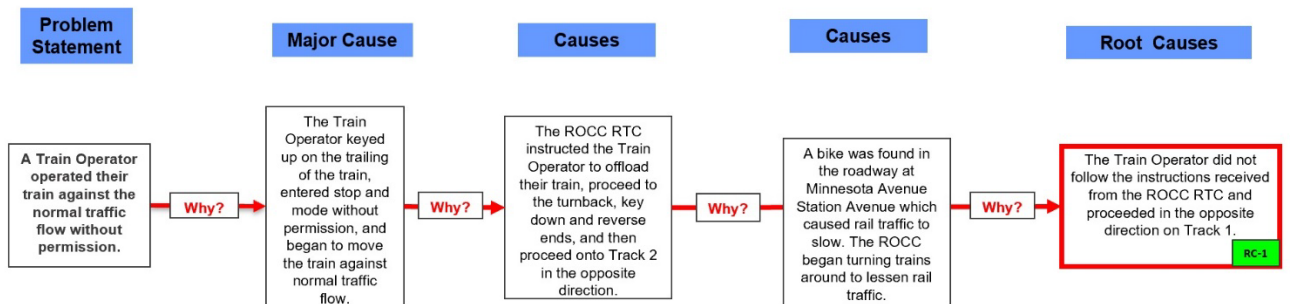 Problem
Statement
Major Cause
Causes
Causes
Root  Causes
A Train Operator
operated their
train against the
normal traffic
flow without
permission.
Why?
The Train
Operator keyed
up on the trailing
of the train,
entered stop and
mode without
permission, and
began to move
the train against
normal traffic
flow.
Why?
The ROCC RTC
instructed the Train
Operator to offload
their train, proceed to
the turnback, key
down and reverse
ends, and then
proceed onto Track 2
in the opposite
direction.
Why?
A bike was found in
the roadway at
Minnesota Avenue
Station Avenue which
caused rail traffic to
slow. The ROCC
began turning trains
around to lessen rail
traffic.
Why?
The Train Operator did not
follow the instructions received
from the ROCC RTC and
proceeded in the opposite
direction on Track 1.
RC-1